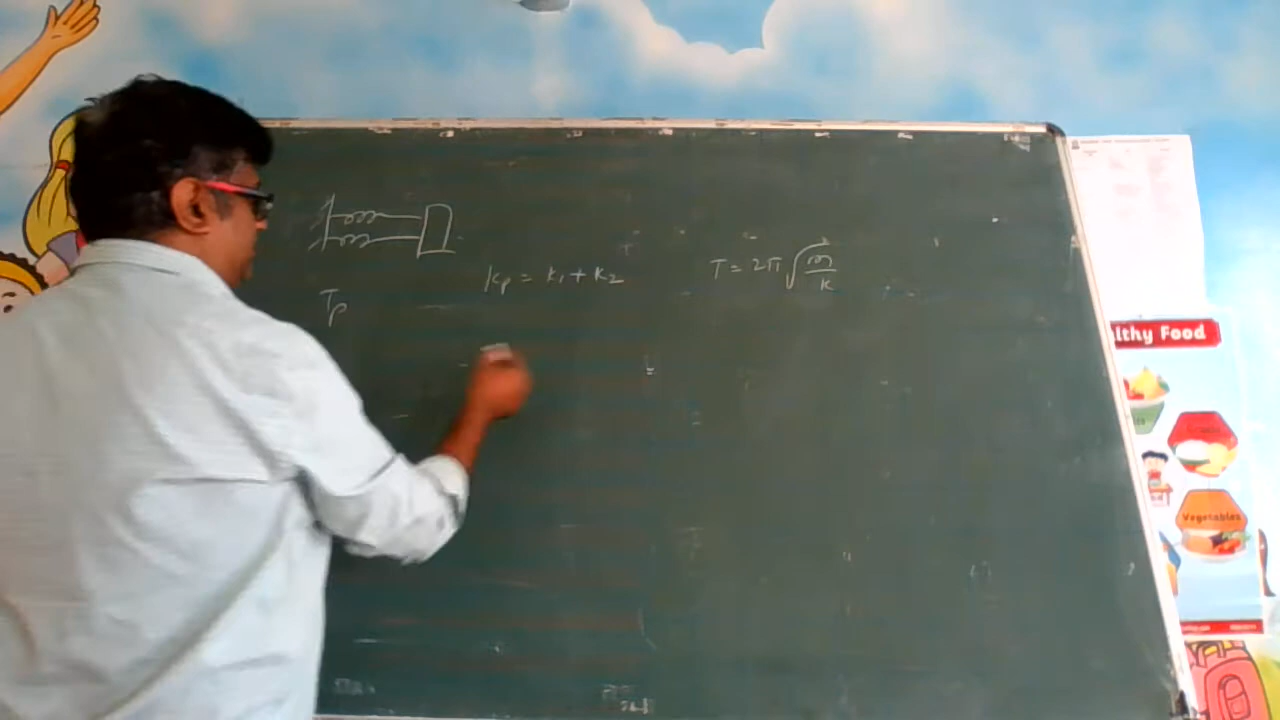 kp = k1 + k2
T = 2π √m/k
Tp
lthy Food
Vegetables